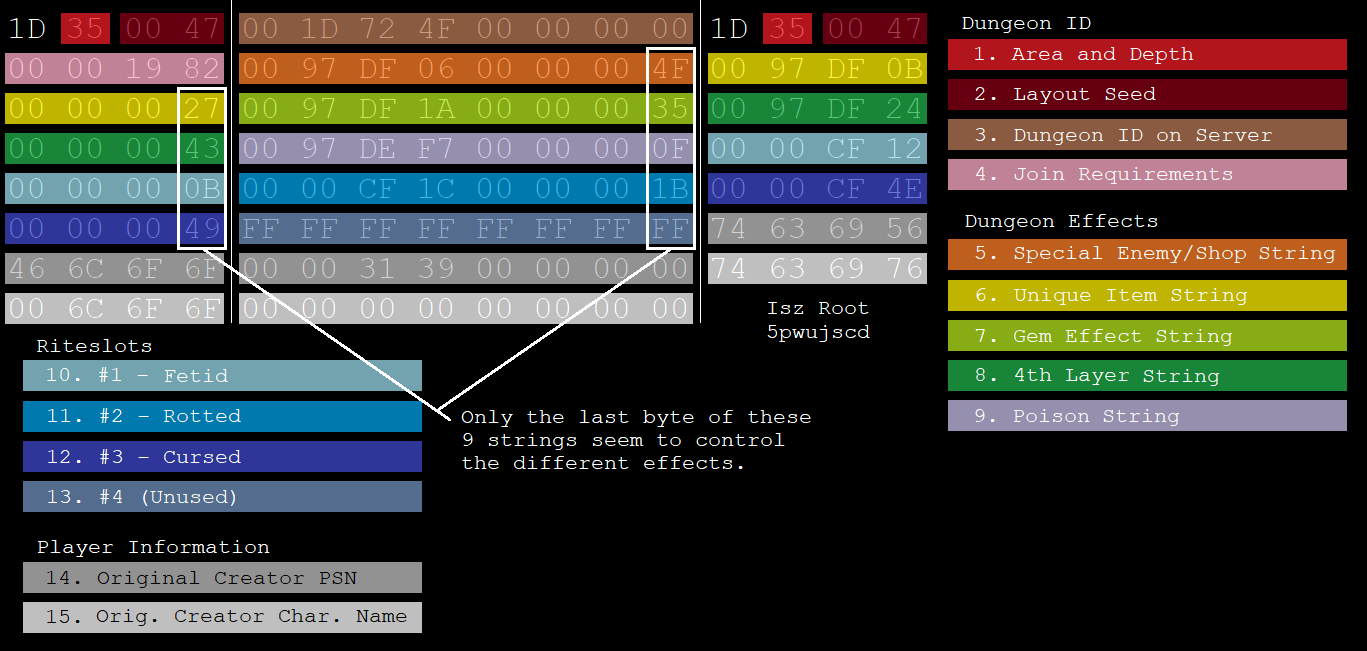 1D 35 00 47 00 1D 72 4F 00 00 00 00 1D 35 00 47
00 00 19 82 00 97 DF 06 00 00 00 4F 00 97 DF 0B
00 00 00 27 00 97 DF 1A 00 00 00 35 00 97 DF 24
00 00 00 43 00 97 DE F7 00 00 00 0F 00 00 CF 12
00 00 00 0B 00 00 CF 1C 00 00 00 1B 00 00 CF 4E
00 00 00 49 FF FF FF FF FF FF FF FF 74 63 69 56
46 6C 6F 6F 00 00 31 39 00 00 00 00 74 63 69 76
00 6C 6F 6F 00 00 00 00 00 00 00 00
Isz Root
5pwujscd
Dungeon ID
1. Area and Depth
2. Layout Seed
3. Dungeon ID on Server
4. Join Requirements
Dungeon Effects
5. Special Enemy/Shop String
6. Unique Item String
7. Gem Effect String
8. 4th Layer String
9. Poison String
Riteslots
10. #1 - Fetid
11. #2 - Rotted
12. #3 - Cursed
13. #4 (Unused)
Only the last byte of these
9 strings seem to control
the different effects.
Player Information
14. Original Creator PSN
15. Orig. Creator Char. Name